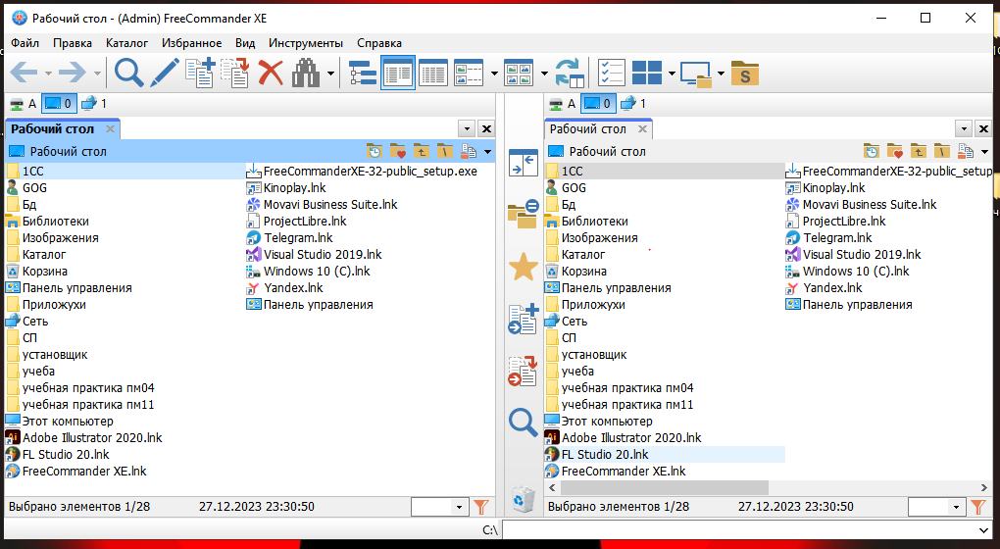 Рабочий стол - (Admin) FreeCommander XE
Файл Правка Каталог Избранное Вид Инструменты Справка
S
A 0 1
A 0 1
Рабочий стол
Рабочий стол
Рабочий стол
Рабочий стол
1CC
GOG
Бд
Библиотеки
Изображения
Каталог
Корзина
Панель управления
Приложухи
Сеть
СП
установщик
учеба
учебная практика пм04
учебная практика пм11
Этот компьютер
Adobe Illustrator 2020.lnk
FL Studio 20.lnk
FreeCommander XE.lnk
FreeCommanderXE-32-public_setup.exe
Kinoplay.lnk
Movavi Business Suite.lnk
ProjectLibre.lnk
Telegram.lnk
Visual Studio 2019.lnk
Windows 10 (C).lnk
Yandex.lnk
Панель управления
1CC
GOG
Бд
Библиотеки
Изображения
Каталог
Корзина
Панель управления
Приложухи
Сеть
СП
установщик
учеба
учебная практика пм04
учебная практика пм11
Этот компьютер
Adobe Illustrator 2020.lnk
FL Studio 20.lnk
FreeCommander XE.lnk
FreeCommanderXE-32-public_setup
Kinoplay.lnk
Movavi Business Suite.lnk
ProjectLibre.lnk
Telegram.lnk
Visual Studio 2019.lnk
Windows 10 (C).lnk
Yandex.lnk
Панель управления
Выбрано элементов 1/28 27.12.2023 23:30:50
Выбрано элементов 1/28 27.12.2023 23:30:50
C:\